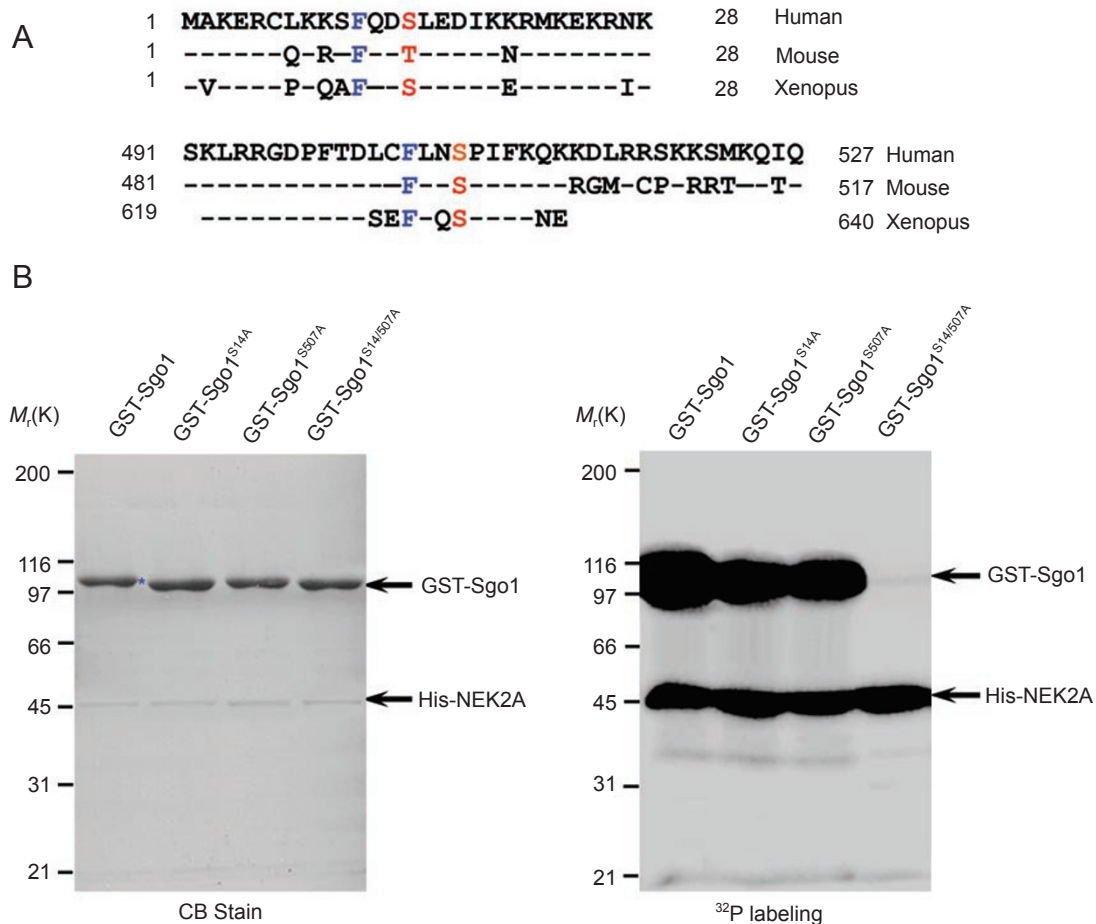 A
1 MAKERCLKKSFQDSLEDIKKRMKEKRNK 28 Human
1 ------Q-R—F---T-----N-------- 28 Mouse
1 -V----P-QAF---S-----E------I- 28 Xenopus
491 SKLRRGDPFTDLCFLNSPIFKQKKDLRRSKKSMKQIQ 527 Human
481 -------------F--S------RGM-CP-RRT---T- 517 Mouse
619 ----------SEF-QS----NE 640 Xenopus
B
Mr(K)
GST-Sgo1
GST-Sgo1S14A
GST-Sgo1S507A
GST-Sgo1S14/507A
200
116
97
66
45
31
21
*
GST-Sgo1
His-NEK2A
CB Stain
Mr(K)
GST-Sgo1
GST-Sgo1S14A
GST-Sgo1S507A
GST-Sgo1S14/507A
200
116
97
66
45
31
21
GST-Sgo1
His-NEK2A
32P labeling